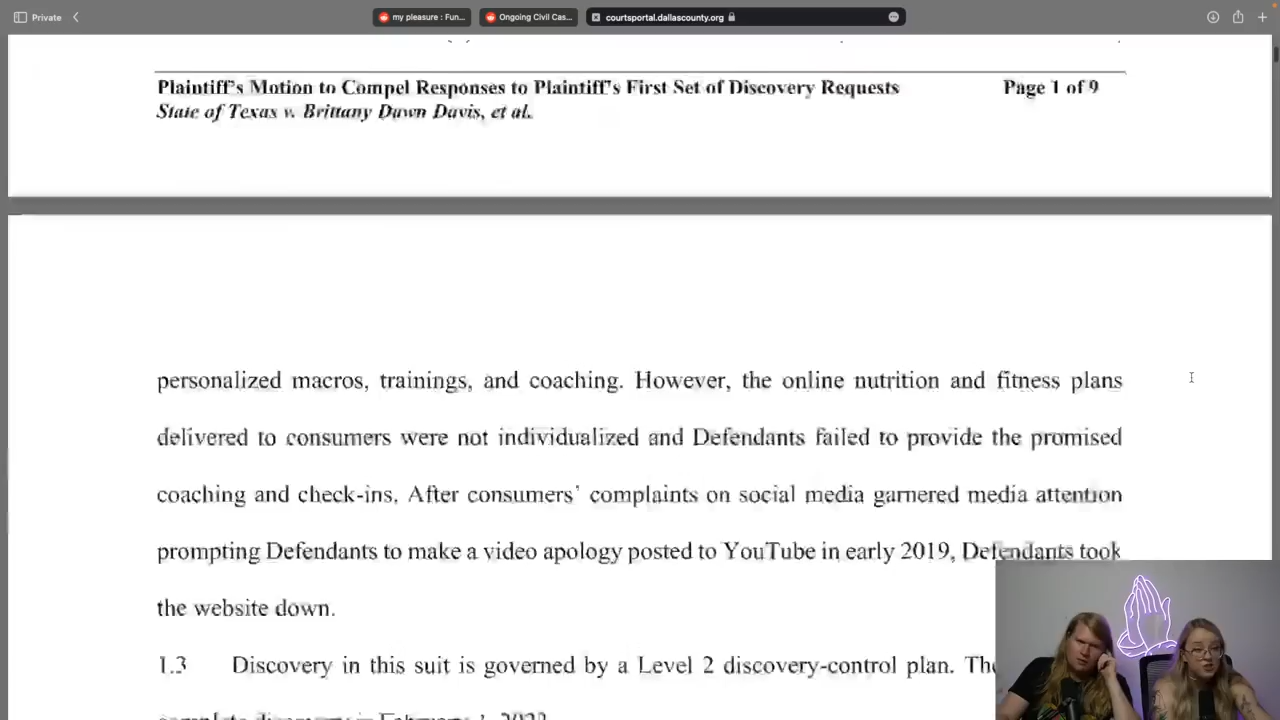 Private
my pleasure : Fun...
Ongoing Civil Cas...
courtsportal.dallascounty.org
Plaintiff's Motion to Compel Responses to Plaintiff's First Set of Discovery Requests Page 1 of 9
State of Texas v. Brittany Dawn Davis, et al.
personalized macros, trainings, and coaching. However, the online nutrition and fitness plans
delivered to consumers were not individualized and Defendants failed to provide the promised
coaching and check-ins. After consumers' complaints on social media garnered media attention
prompting Defendants to make a video apology posted to YouTube in early 2019, Defendants took
the website down.
1.3 Discovery in this suit is governed by a Level 2 discovery-control plan.